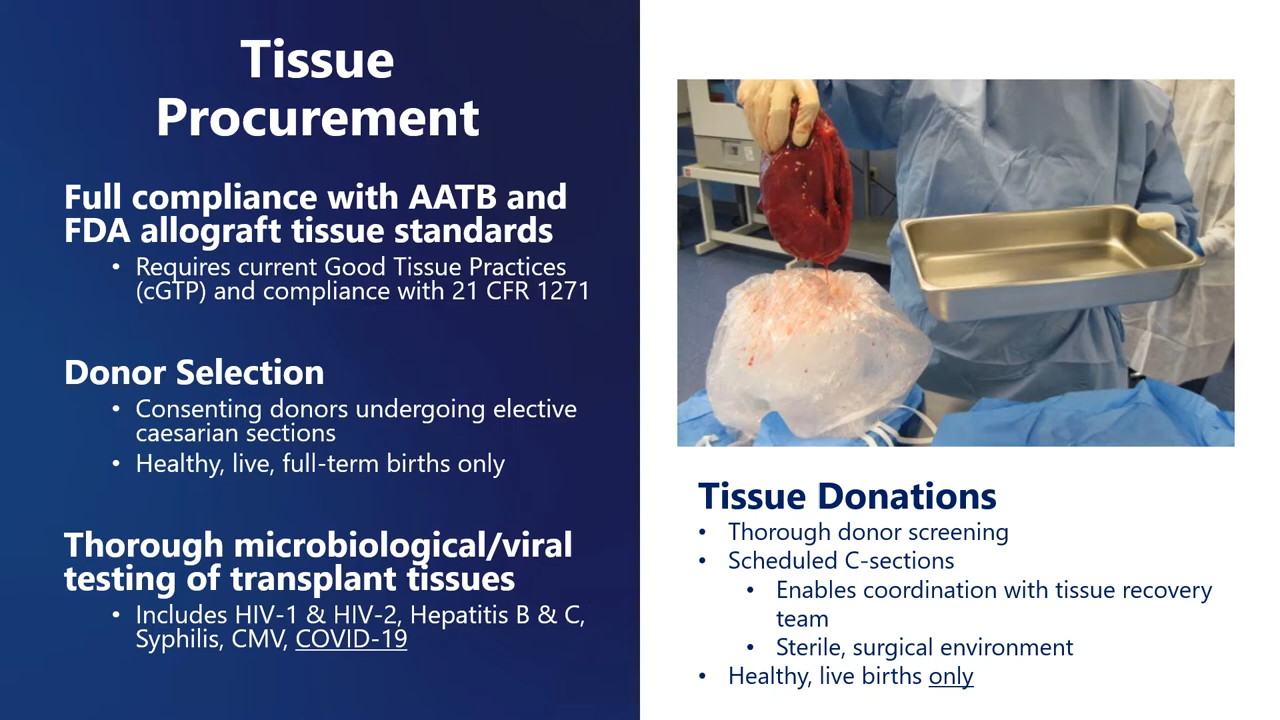 Tissue
Procurement
Full compliance with AATB and
FDA allograft tissue standards
• Requires current Good Tissue Practices
(cGTP) and compliance with 21 CFR 1271
Donor Selection
• Consenting donors undergoing elective
caesarian sections
• Healthy, live, full-term births only
Thorough microbiological/viral
testing of transplant tissues
• Includes HIV-1 & HIV-2, Hepatitis B & C,
Syphilis, CMV, COVID-19
Tissue Donations
• Thorough donor screening
• Scheduled C-sections
• Enables coordination with tissue recovery
team
• Sterile, surgical environment
• Healthy, live births only